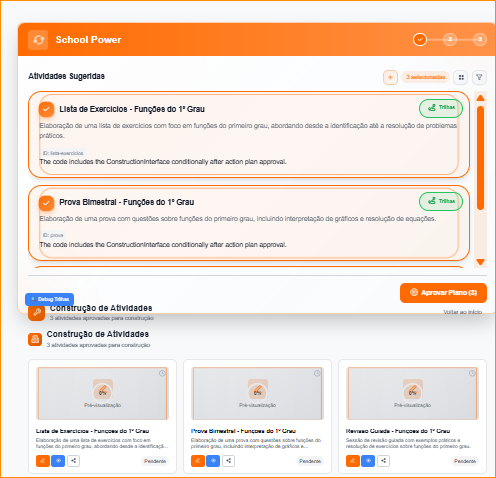 School Power
2 3
Atividades Sugeridas
3 selecionadas
Lista de Exercícios - Funções do 1º Grau
Trilhas
Elaboração de uma lista de exercícios com foco em funções do primeiro grau, abordando desde a identificação até a resolução de problemas
práticos.
ID: lista-exercicios
The code includes the ConstructionInterface conditionally after action plan approval.
Prova Bimestral - Funções do 1º Grau
Trilhas
Elaboração de uma prova com questões sobre funções do primeiro grau, incluindo interpretação de gráficos e resolução de equações.
ID: prova
The code includes the ConstructionInterface conditionally after action plan approval.
Aprovar Plano (3)
Debug Trilhas
Construção de Atividades
3 atividades aprovadas para construção
Voltar ao início
Construção de Atividades
3 atividades aprovadas para construção
0%
Pré-visualização
0%
Pré-visualização
0%
Pré-visualização
Lista de Exercícios - Funções do 1º Grau
Elaboração de uma lista de exercícios com foco em
funções do primeiro grau, abordando desde a identificaçã...
Pendente
Prova Bimestral - Funções do 1º Grau
Elaboração de uma prova com questões sobre funções do
primeiro grau, incluindo interpretação de gráficos e...
Pendente
Revisão Guiada - Funções do 1º Grau
Sessão de revisão guiada com exemplos práticos e
resolução de exercícios sobre funções do primeiro grau.
Pendente